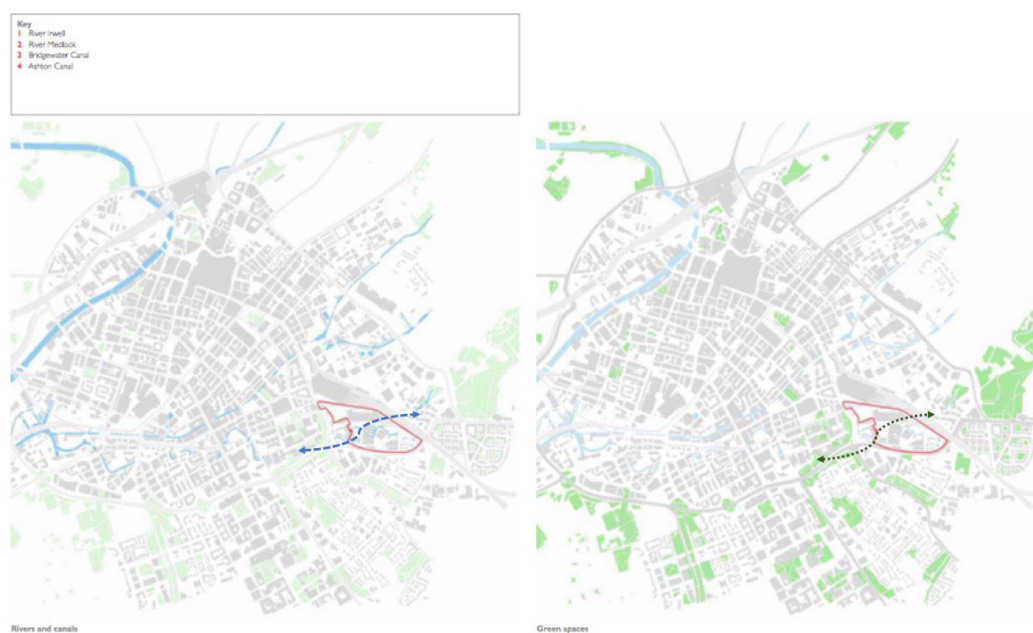 Key
1 River Irwell
2 River Medlock
3 Bridgewater Canal
4 Ashton Canal
Rivers and canals
Green spaces